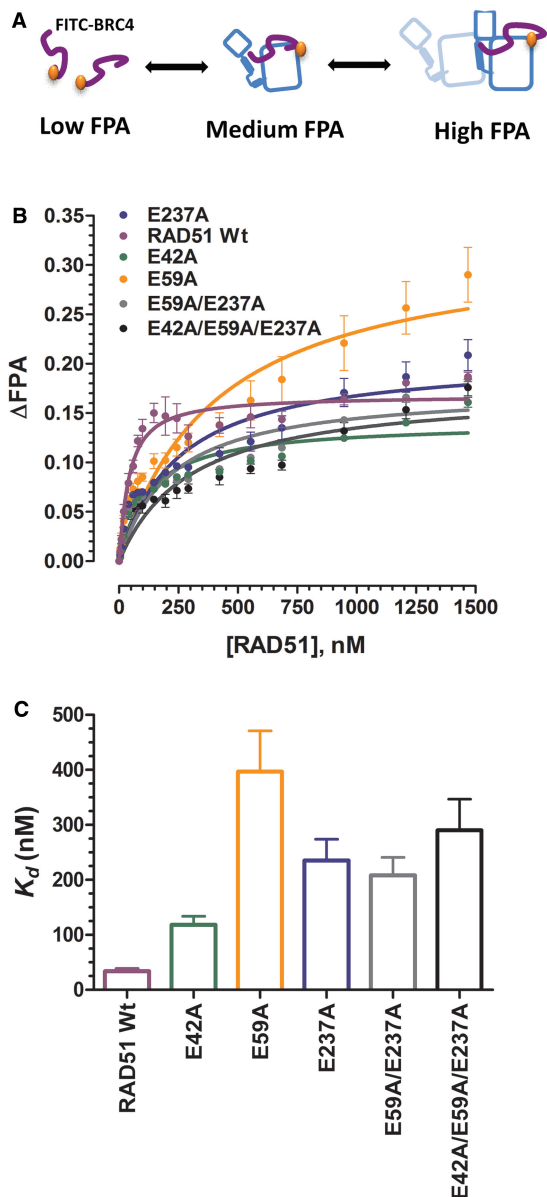 A
FITC-BRC4
Low FPA
Medium FPA
High FPA
B
E237A
RAD51 Wt
E42A
E59A
E59A/E237A
E42A/E59A/E237A
0.35
0.30
0.25
0.20
0.15
0.10
0.05
0.00
ΔFPA
0
250
500
750
1000
1250
1500
[RAD51], nM
C
500
400
300
200
100
0
Kd (nM)
RAD51 Wt
E42A
E59A
E237A
E59A/E237A
E42A/E59A/E237A